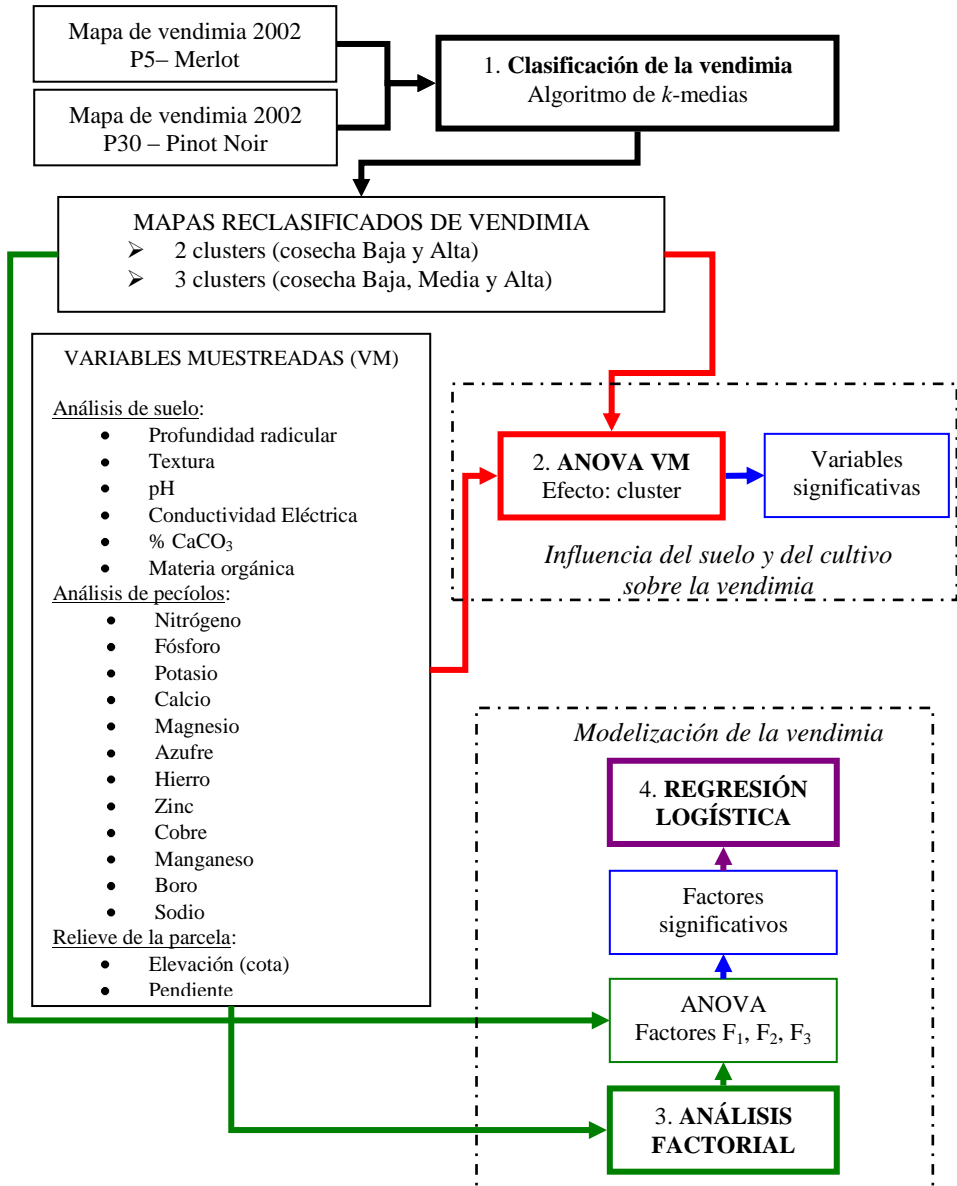 Mapa de vendimia 2002
P5– Merlot
Mapa de vendimia 2002
P30 – Pinot Noir
1. Clasificación de la vendimia
Algoritmo de k-medias
MAPAS RECLASIFICADOS DE VENDIMIA
➢ 2 clusters (cosecha Baja y Alta)
➢ 3 clusters (cosecha Baja, Media y Alta)
VARIABLES MUESTREADAS (VM)
Análisis de suelo:
• Profundidad radicular
• Textura
• pH
• Conductividad Eléctrica
• % CaCO₃
• Materia orgánica
Análisis de pecíolos:
• Nitrógeno
• Fósforo
• Potasio
• Calcio
• Magnesio
• Azufre
• Hierro
• Zinc
• Cobre
• Manganeso
• Boro
• Sodio
Relieve de la parcela:
• Elevación (cota)
• Pendiente
2. ANOVA VM
Efecto: cluster
Variables
significativas
Influencia del suelo y del cultivo
sobre la vendimia
Modelización de la vendimia
4. REGRESIÓN
LOGÍSTICA
Factores
significativos
ANOVA
Factores F₁, F₂, F₃
3. ANÁLISIS
FACTORIAL